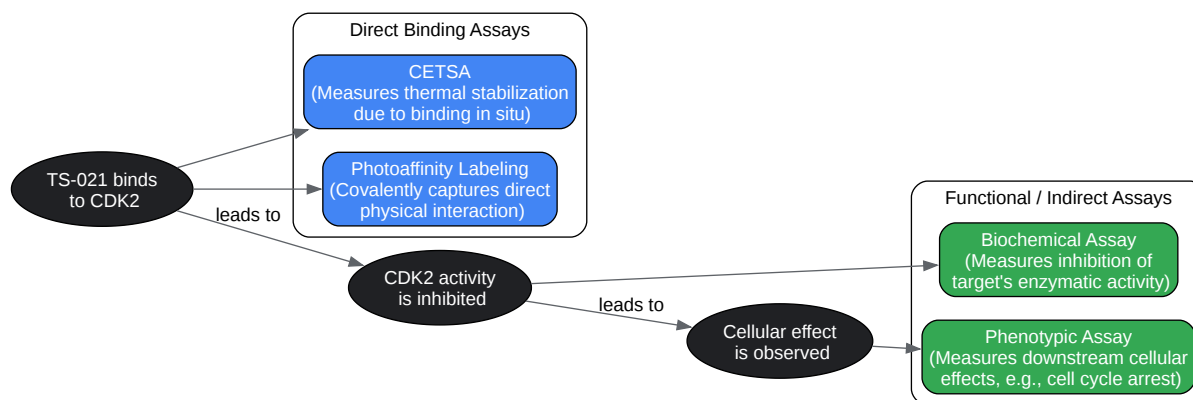 Direct Binding Assays
CETSA
(Measures thermal stabilization
due to binding in situ)
Photoaffinity Labeling
(Covalently captures direct
physical interaction)
TS-021 binds
to CDK2
leads to
CDK2 activity
is inhibited
leads to
Cellular effect
is observed
Functional / Indirect Assays
Biochemical Assay
(Measures inhibition of
target's enzymatic activity)
Phenotypic Assay
(Measures downstream cellular
effects, e.g., cell cycle arrest)